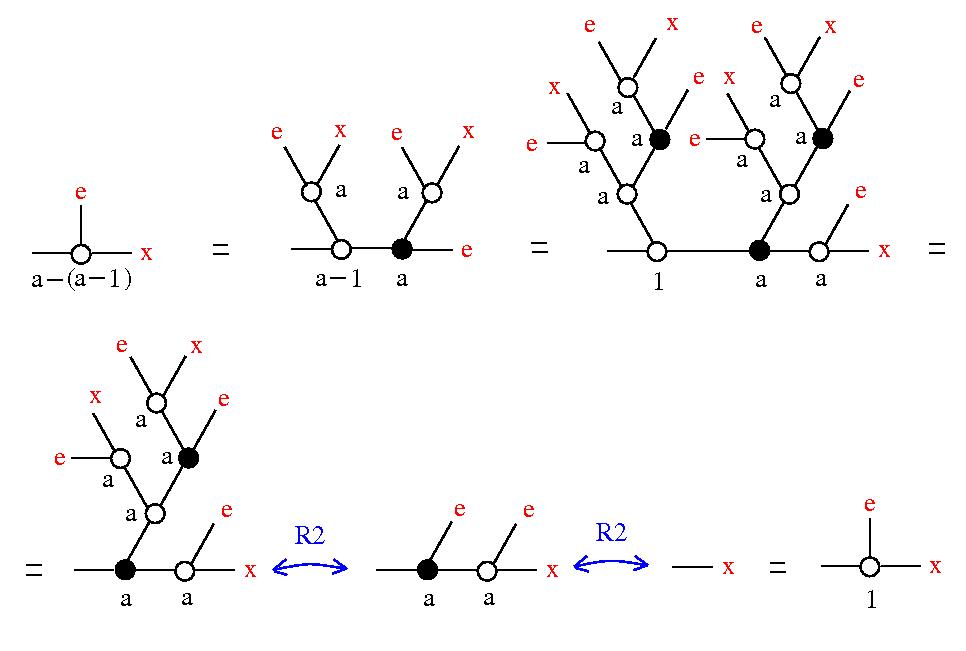 e x e x
e x e x x e x e
e x e x a a e a e
e a a a a a a
x = e = x =
a−(a−1) a−1 a 1 a a
e x
x e
a
e a
a a e R2 e e R2 e
= x x x = x
a a a a 1